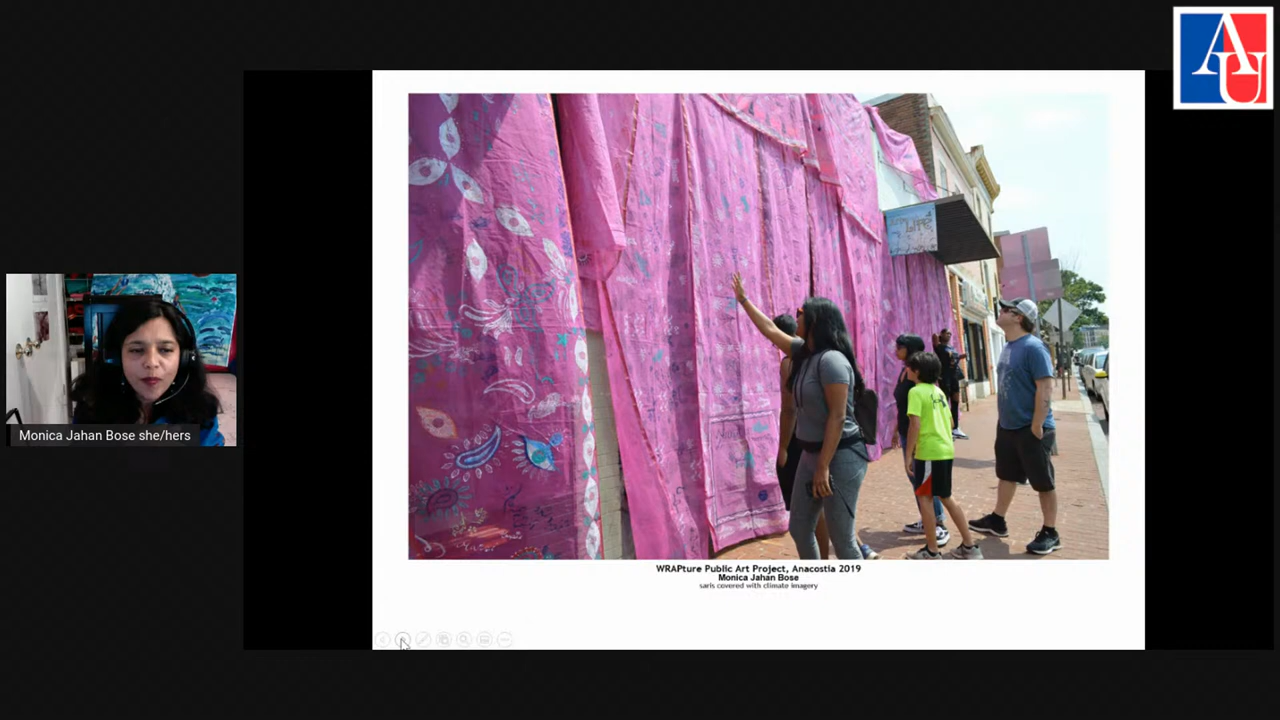 AU
LIFE
Monica Jahan Bose she/hers
WRAPture Public Art Project, Anacostia 2019
Monica Jahan Bose
saris covered with climate imagery